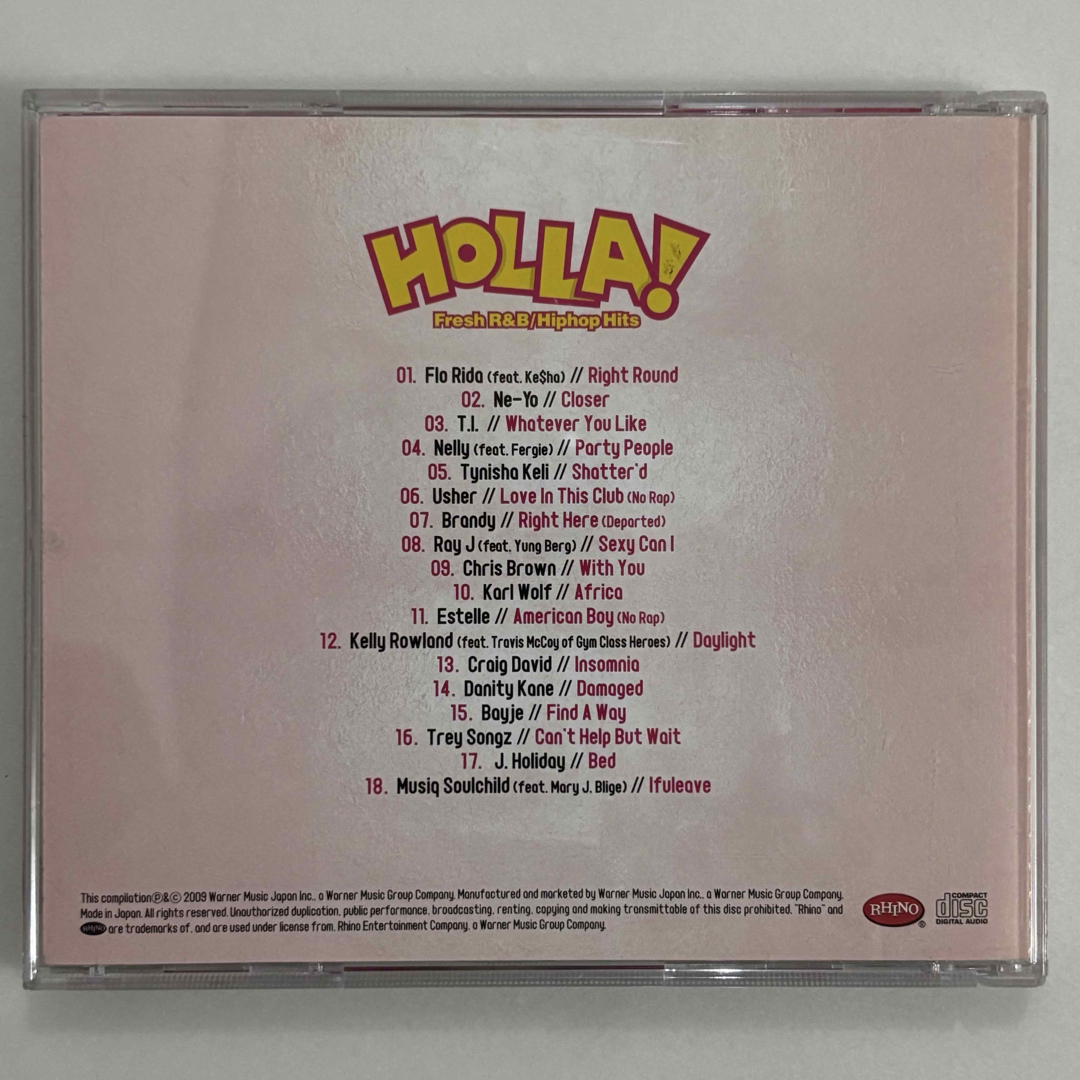 HOLLA!
Fresh R&B/Hiphop Hits
01. Flo Rida (feat. Ke$ha) // Right Round
02. Ne-Yo // Closer
03. T.I. // Whatever You Like
04. Nelly (feat. Fergie) // Party People
05. Tynisha Keli // Shatter'd
06. Usher // Love In This Club (No Rap)
07. Brandy // Right Here (Departed)
08. Ray J (feat. Yung Berg) // Sexy Can I
09. Chris Brown // With You
10. Karl Wolf // Africa
11. Estelle // American Boy (No Rap)
12. Kelly Rowland (feat. Travis McCoy of Gym Class Heroes) // Daylight
13. Craig David // Insomnia
14. Danity Kane // Damaged
15. Bayje // Find A Way
16. Trey Songz // Can't Help But Wait
17. J. Holiday // Bed
18. Musiq Soulchild (feat. Mary J. Blige) // Ifuleave
This compilation ℗&© 2009 Warner Music Japan Inc., a Warner Music Group Company. Manufactured and marketed by Warner Music Japan Inc., a Warner Music Group Company.
Made in Japan. All rights reserved. Unauthorized duplication, public performance, broadcasting, renting, copying and making transmittable of this disc prohibited. "Rhino" and
RHINO are trademarks of, and are used under license from, Rhino Entertainment Company, a Warner Music Group Company.
RHINO ®
COMPACT
disc
DIGITAL AUDIO